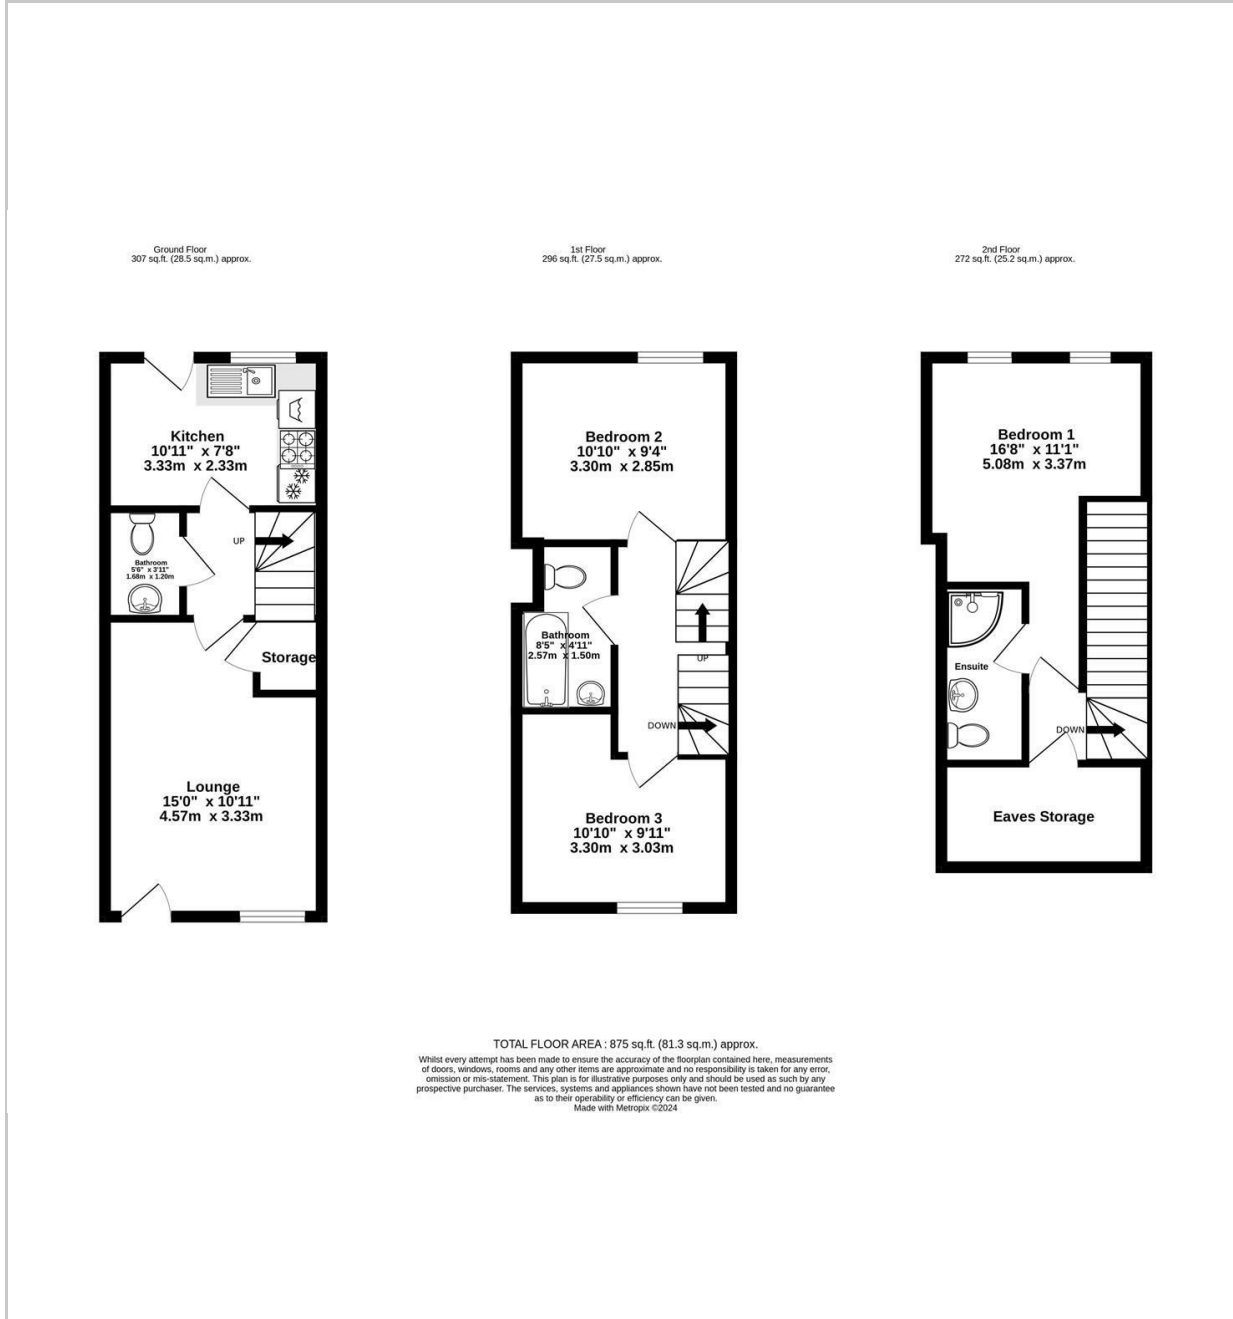 Ground Floor
307 sq.ft. (28.5 sq.m.) approx.
1st Floor
296 sq.ft. (27.5 sq.m.) approx.
2nd Floor
272 sq.ft. (25.2 sq.m.) approx.
Kitchen
10'11" x 7'8"
3.33m x 2.33m
UP
Bathroom
5'6" x 3'11"
1.68m x 1.20m
Storage
Lounge
15'0" x 10'11"
4.57m x 3.33m
Bedroom 2
10'10" x 9'4"
3.30m x 2.85m
Bathroom
8'5" x 4'11"
2.57m x 1.50m
UP
DOWN
Bedroom 3
10'10" x 9'11"
3.30m x 3.03m
Bedroom 1
16'8" x 11'1"
5.08m x 3.37m
Ensuite
DOWN
Eaves Storage
TOTAL FLOOR AREA : 875 sq.ft. (81.3 sq.m.) approx.
Whilst every attempt has been made to ensure the accuracy of the floorplan contained here, measurements
of doors, windows, rooms and any other items are approximate and no responsibility is taken for any error,
omission or mis-statement. This plan is for illustrative purposes only and should be used as such by any
prospective purchaser. The services, systems and appliances shown have not been tested and no guarantee
as to their operability or efficiency can be given.
Made with Metropix ©2024